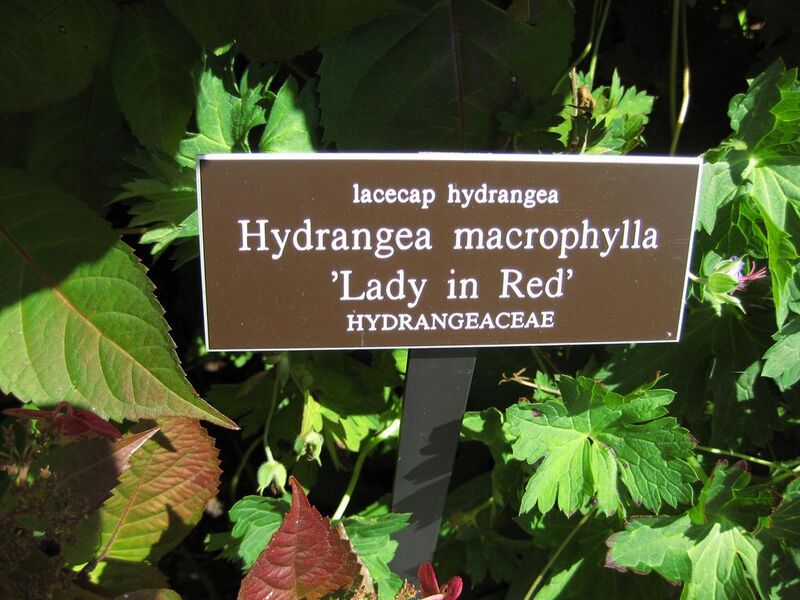 lacecap hydrangea
Hydrangea macrophylla
'Lady in Red'
HYDRANGEACEAE